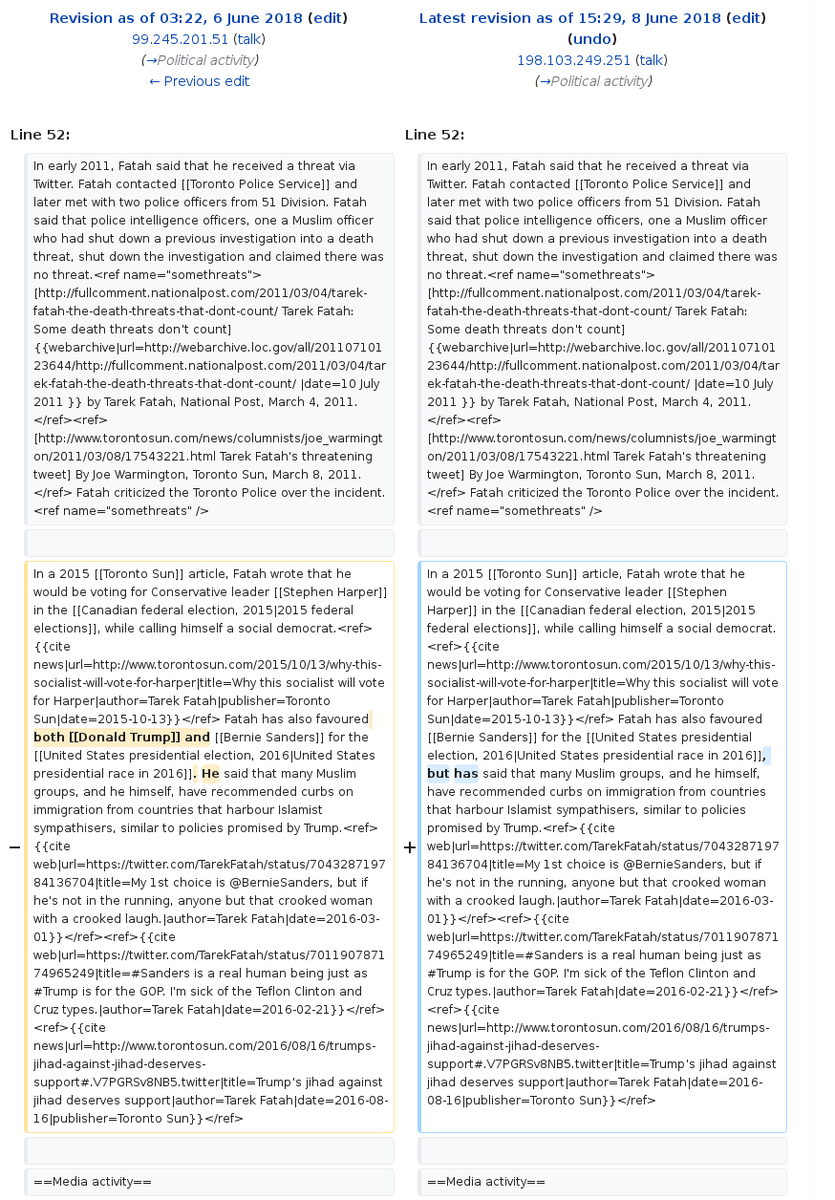 Revision as of 03:22, 6 June 2018 (edit)
99.245.201.51 (talk)
(→Political activity)
← Previous edit
Latest revision as of 15:29, 8 June 2018 (edit)
(undo)
198.103.249.251 (talk)
(→Political activity)
Line 52:
Line 52:
In early 2011, Fatah said that he received a threat via
Twitter. Fatah contacted [[Toronto Police Service]] and
later met with two police officers from 51 Division. Fatah
said that police intelligence officers, one a Muslim officer
who had shut down a previous investigation into a death
threat, shut down the investigation and claimed there was
no threat.<ref name="somethreats">
[http://fullcomment.nationalpost.com/2011/03/04/tarek-
fatah-the-death-threats-that-dont-count/ Tarek Fatah:
Some death threats don't count]
{{webarchive|url=http://webarchive.loc.gov/all/201107101
23644/http://fullcomment.nationalpost.com/2011/03/04/tar
ek-fatah-the-death-threats-that-dont-count/ |date=10 July
2011 }} by Tarek Fatah, National Post, March 4, 2011.
</ref><ref>
[http://www.torontosun.com/news/columnists/joe_warmingt
on/2011/03/08/17543221.html Tarek Fatah's threatening
tweet] By Joe Warmington, Toronto Sun, March 8, 2011.
</ref> Fatah criticized the Toronto Police over the incident.
<ref name="somethreats" />
In early 2011, Fatah said that he received a threat via
Twitter. Fatah contacted [[Toronto Police Service]] and
later met with two police officers from 51 Division. Fatah
said that police intelligence officers, one a Muslim officer
who had shut down a previous investigation into a death
threat, shut down the investigation and claimed there was
no threat.<ref name="somethreats">
[http://fullcomment.nationalpost.com/2011/03/04/tarek-
fatah-the-death-threats-that-dont-count/ Tarek Fatah:
Some death threats don't count]
{{webarchive|url=http://webarchive.loc.gov/all/201107101
23644/http://fullcomment.nationalpost.com/2011/03/04/tar
ek-fatah-the-death-threats-that-dont-count/ |date=10 July
2011 }} by Tarek Fatah, National Post, March 4, 2011.
</ref><ref>
[http://www.torontosun.com/news/columnists/joe_warmingt
on/2011/03/08/17543221.html Tarek Fatah's threatening
tweet] By Joe Warmington, Toronto Sun, March 8, 2011.
</ref> Fatah criticized the Toronto Police over the incident.
<ref name="somethreats" />
−
In a 2015 [[Toronto Sun]] article, Fatah wrote that he
would be voting for Conservative leader [[Stephen Harper]]
in the [[Canadian federal election, 2015|2015 federal
elections]], while calling himself a social democrat.<ref>
{{cite
news|url=http://www.torontosun.com/2015/10/13/why-this-
socialist-will-vote-for-harper|title=Why this socialist will vote
for Harper|author=Tarek Fatah|publisher=Toronto
Sun|date=2015-10-13}}</ref> Fatah has also favoured
both [[Donald Trump]] and [[Bernie Sanders]] for the
[[United States presidential election, 2016|United States
presidential race in 2016]]. He said that many Muslim
groups, and he himself, have recommended curbs on
immigration from countries that harbour Islamist
sympathisers, similar to policies promised by Trump.<ref>
{{cite
web|url=https://twitter.com/TarekFatah/status/7043287197
84136704|title=My 1st choice is @BernieSanders, but if
he's not in the running, anyone but that crooked woman
with a crooked laugh.|author=Tarek Fatah|date=2016-03-
01}}</ref><ref>{{cite
web|url=https://twitter.com/TarekFatah/status/7011907871
74965249|title=#Sanders is a real human being just as
#Trump is for the GOP. I'm sick of the Teflon Clinton and
Cruz types.|author=Tarek Fatah|date=2016-02-21}}</ref>
<ref>{{cite
news|url=http://www.torontosun.com/2016/08/16/trumps-
jihad-against-jihad-deserves-
support#.V7PGRSv8NB5.twitter|title=Trump's jihad against
jihad deserves support|author=Tarek Fatah|date=2016-08-
16|publisher=Toronto Sun}}</ref>
+
In a 2015 [[Toronto Sun]] article, Fatah wrote that he
would be voting for Conservative leader [[Stephen
Harper]] in the [[Canadian federal election, 2015|2015
federal elections]], while calling himself a social democrat.
<ref>{{cite
news|url=http://www.torontosun.com/2015/10/13/why-this-
socialist-will-vote-for-harper|title=Why this socialist will vote
for Harper|author=Tarek Fatah|publisher=Toronto
Sun|date=2015-10-13}}</ref> Fatah has also favoured
[[Bernie Sanders]] for the [[United States presidential
election, 2016|United States presidential race in 2016]],
but has said that many Muslim groups, and he himself,
have recommended curbs on immigration from countries
that harbour Islamist sympathisers, similar to policies
promised by Trump.<ref>{{cite
web|url=https://twitter.com/TarekFatah/status/7043287197
84136704|title=My 1st choice is @BernieSanders, but if
he's not in the running, anyone but that crooked woman
with a crooked laugh.|author=Tarek Fatah|date=2016-03-
01}}</ref><ref>{{cite
web|url=https://twitter.com/TarekFatah/status/7011907871
74965249|title=#Sanders is a real human being just as
#Trump is for the GOP. I'm sick of the Teflon Clinton and
Cruz types.|author=Tarek Fatah|date=2016-02-21}}</ref>
<ref>{{cite
news|url=http://www.torontosun.com/2016/08/16/trumps-
jihad-against-jihad-deserves-
support#.V7PGRSv8NB5.twitter|title=Trump's jihad against
jihad deserves support|author=Tarek Fatah|date=2016-
08-16|publisher=Toronto Sun}}</ref>
==Media activity==
==Media activity==